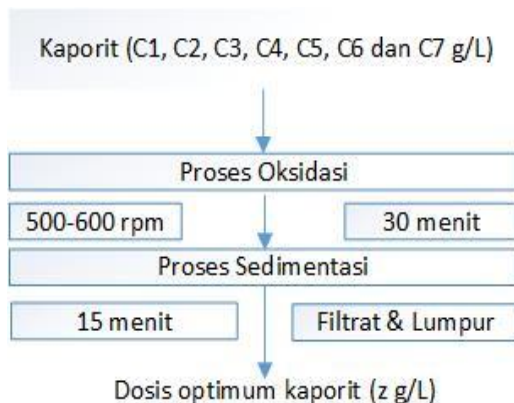 Kaporit (C1, C2, C3, C4, C5, C6 dan C7 g/L)
Proses Oksidasi
500-600 rpm
30 menit
Proses Sedimentasi
15 menit
Filtrat & Lumpur
Dosis optimum kaporit (z g/L)